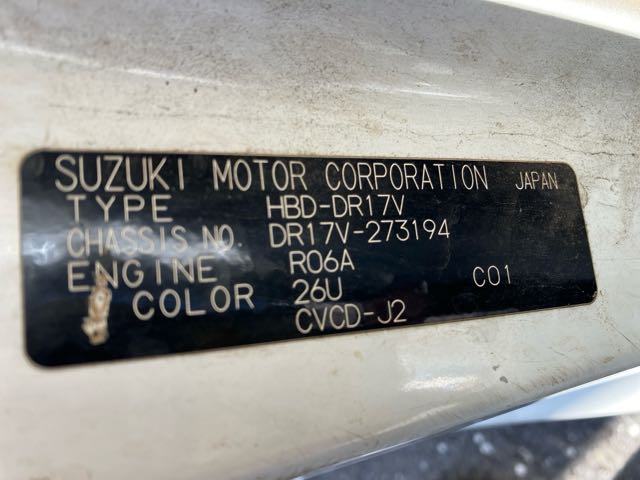 SUZUKI MOTOR CORPORATION JAPAN
TYPE HBD-DR17V
CHASSIS NO. DR17V-273194
ENGINE R06A
COLOR 26U C01
CVCD-J2